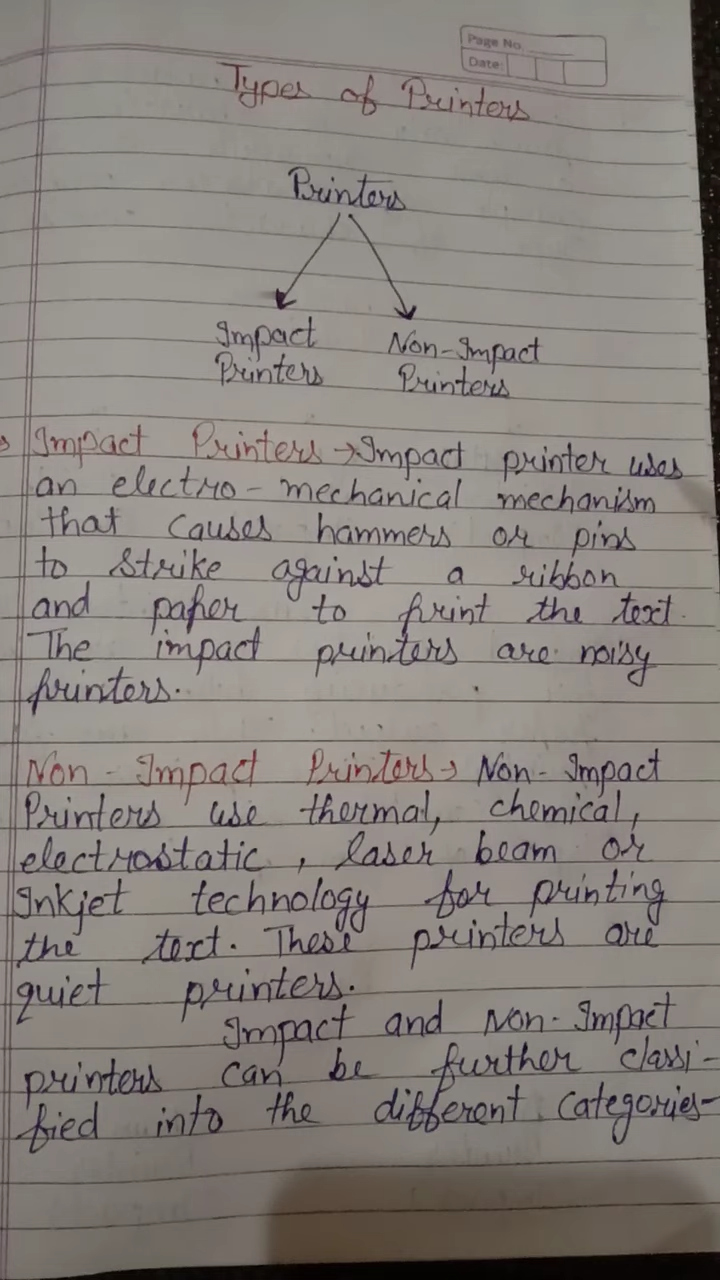 Page No.
Date:
Types of Printers
Printers
Impact
Printers
Non-Impact
Printers
Impact Printers → Impact printer uses
an electro-mechanical mechanism
that causes hammers or pins
to strike against a ribbon
and paper to print the text.
The impact printers are noisy
printers.
Non-Impact Printers → Non-Impact
Printers use thermal, chemical,
electrostatic, laser beam or
Inkjet technology for printing
the text. These printers are
quiet printers.
Impact and Non-Impact
printers can be further classi-
fied into the different categories-